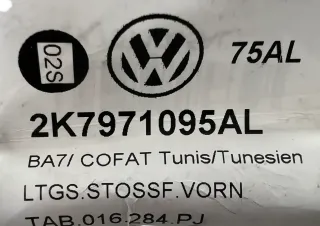 02S 75AL
2K7971095AL
BA7/ COFAT Tunis/Tunesien
LTGS.STOSSF.VORN
TAB.016.284.PJ